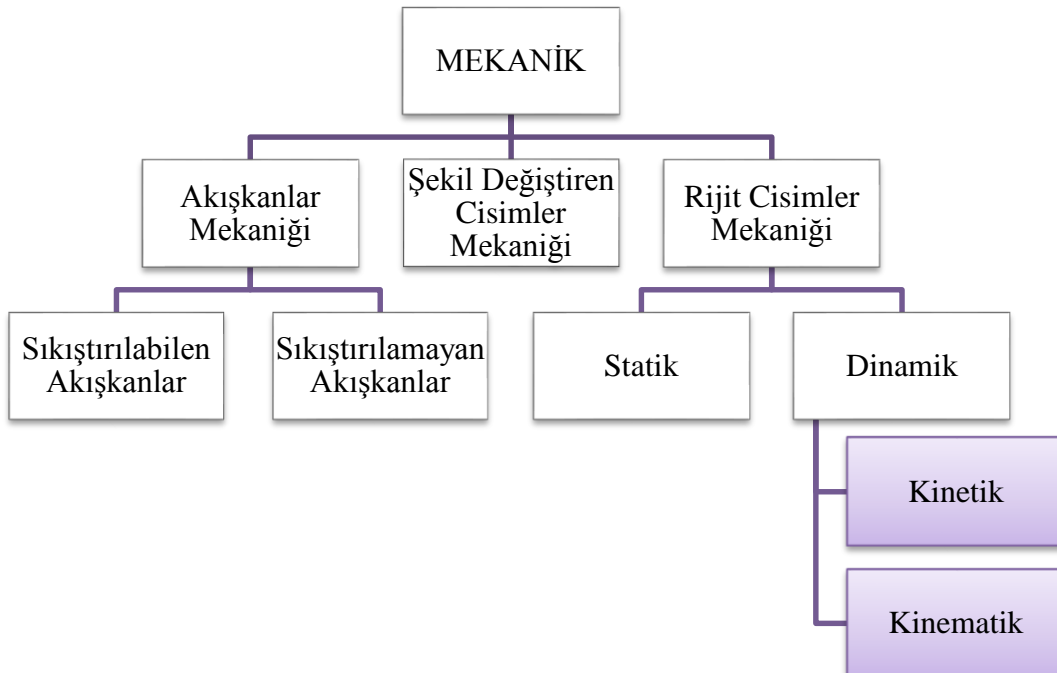 MEKANİK
Akışkanlar
Mekaniği
Şekil Değiştiren
Cisimler
Mekaniği
Rijit Cisimler
Mekaniği
Sıkıştırılabilen
Akışkanlar
Sıkıştırılamayan
Akışkanlar
Statik
Dinamik
Kinetik
Kinematik